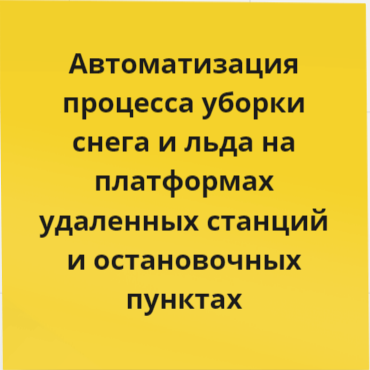 Автоматизация
процесса уборки
снега и льда на
платформах
удаленных станций
и остановочных
пунктах